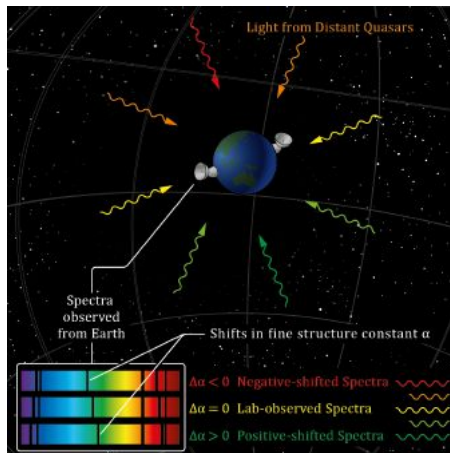 Light from Distant Quasars
Spectra
observed
from Earth
Shifts in fine structure constant α
Δα < 0 Negative-shifted Spectra
Δα = 0 Lab-observed Spectra
Δα > 0 Positive-shifted Spectra